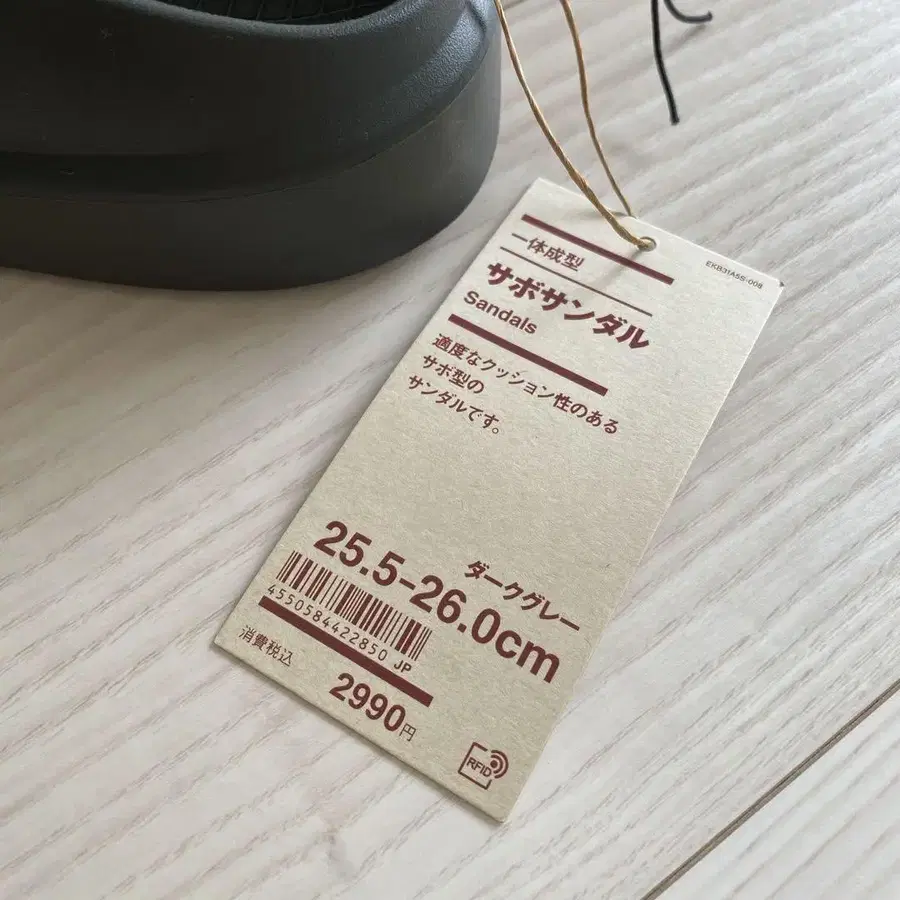 EKB31A5S-008
一体成型
サボサンダル
Sandals
適度なクッション性のある
サボ型の
サンダルです。
ダークグレー
25.5-26.0cm
4550584422850 JP
消費税込
2990円
RFID